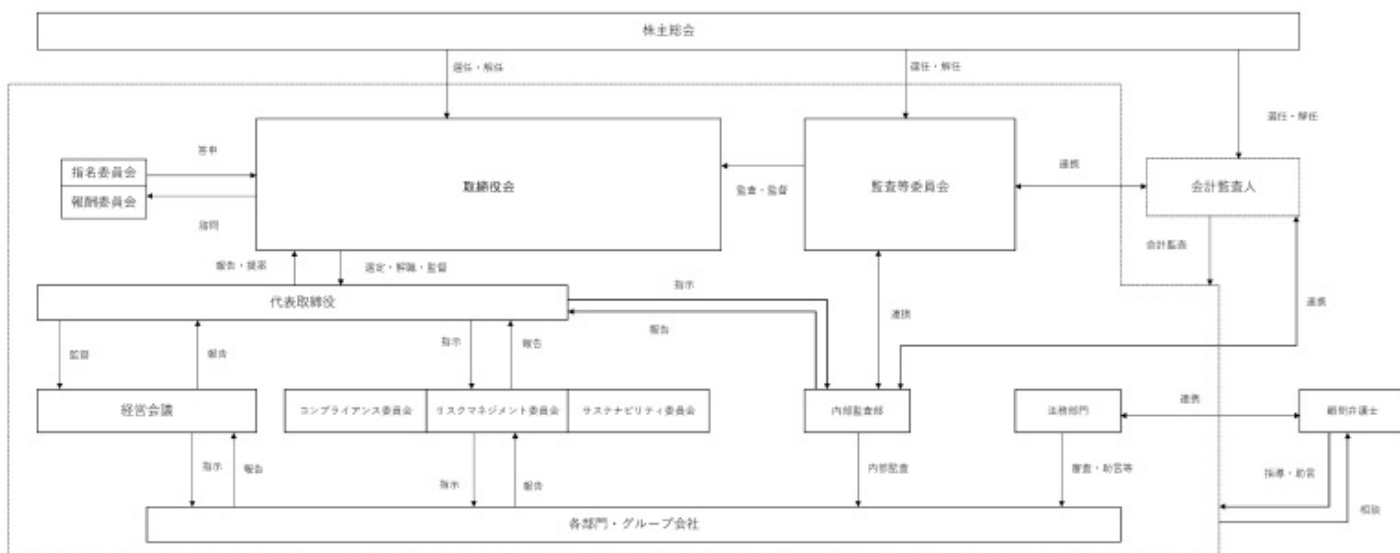 株主総会
選任・解任
選任・解任
選任・解任
答申
指名委員会
取締役会
監査等委員会
連携
会計監査人
報酬委員会
監査・監督
諮問
会計監査
報告・提案
選定・解職・監督
代表取締役
指示
連携
報告
連携
監督
報告
指示
報告
経営会議
コンプライアンス委員会
リスクマネジメント委員会
サステナビリティ委員会
内部監査部
法務部門
連携
顧問弁護士
指示
報告
指示
報告
内部監査
審査・助言等
指導・助言
相談
各部門・グループ会社